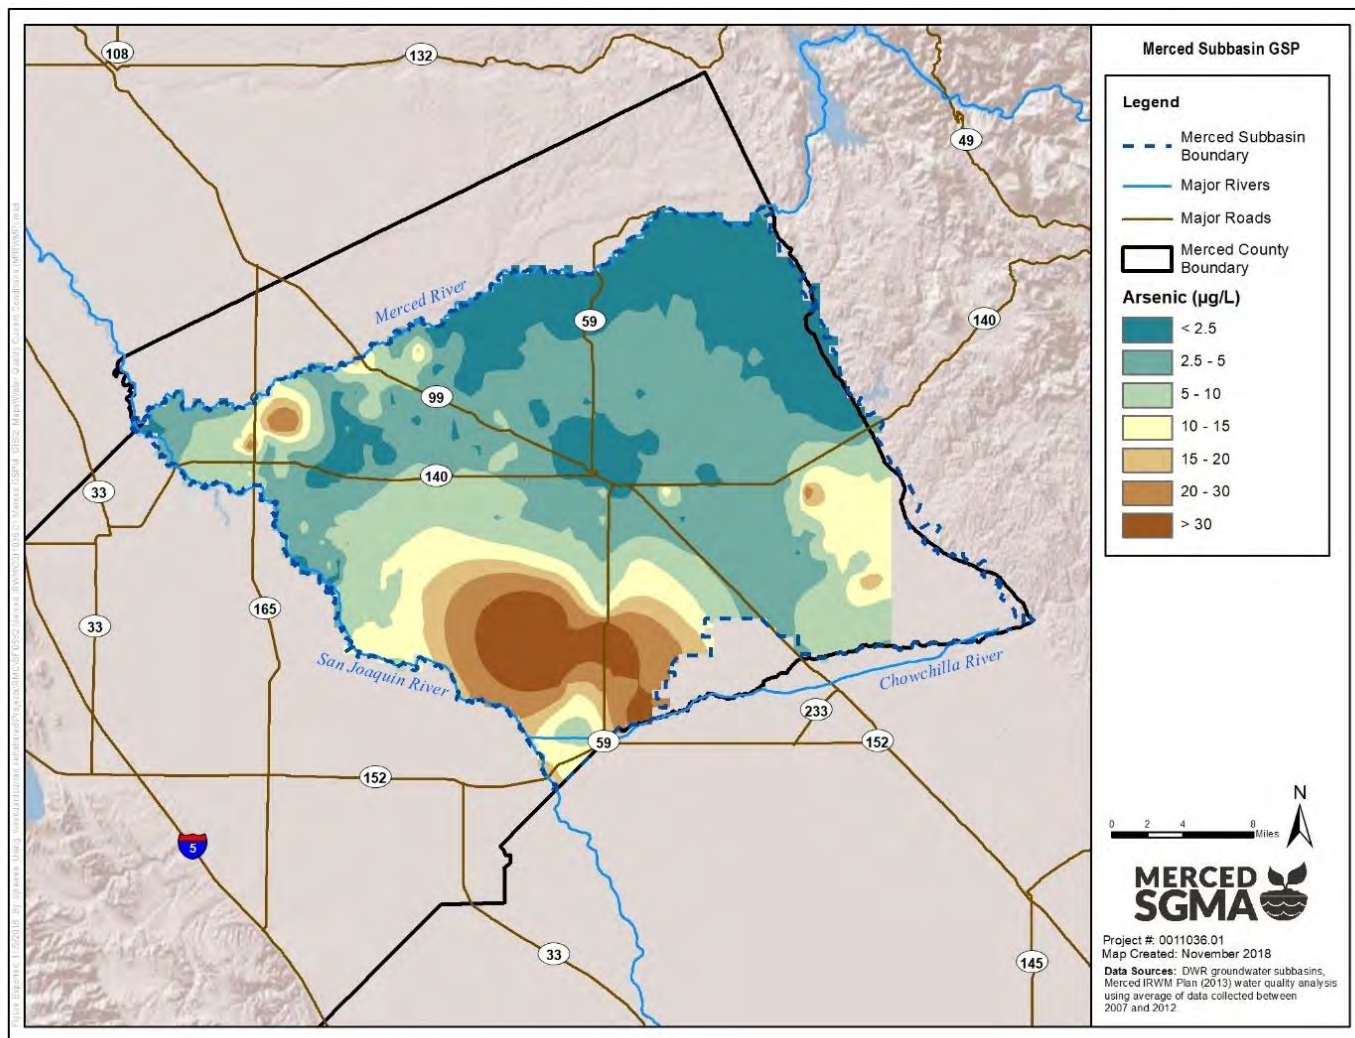 Merced Subbasin GSP
Legend
Merced Subbasin
Boundary
Major Rivers
Major Roads
Merced County
Boundary
Arsenic (µg/L)
< 2.5
2.5 - 5
5 - 10
10 - 15
15 - 20
20 - 30
> 30
108
132
49
Merced River
59
140
99
140
33
33
165
San Joaquin River
Chowchilla River
233
59
152
152
5
33
145
N
0 2 4 8
Miles
MERCED
SGMA
Project #: 0011036.01
Map Created: November 2018
Data Sources: DWR groundwater subbasins,
Merced IRWM Plan (2013) water quality analysis
using average of data collected between
2007 and 2012.